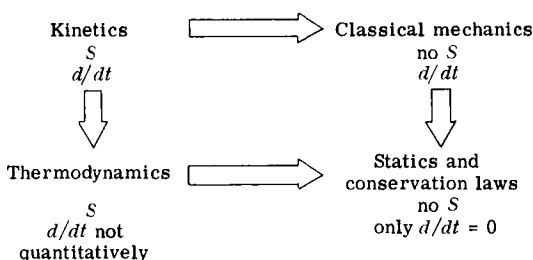 Kinetics
S
d/dt
Classical mechanics
no S
d/dt
Thermodynamics
S
d/dt not
quantitatively
Statics and
conservation laws
no S
only d/dt = 0